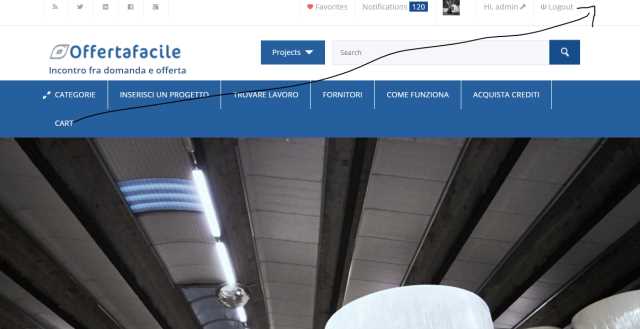 Favorites
Notifications 120
Hi, admin
Logout
Offertafacile
Incontro fra domanda e offerta
Projects
Search
CATEGORIE
INSERISCI UN PROGETTO
TROVARE LAVORO
FORNITORI
COME FUNZIONA
ACQUISTA CREDITI
CART